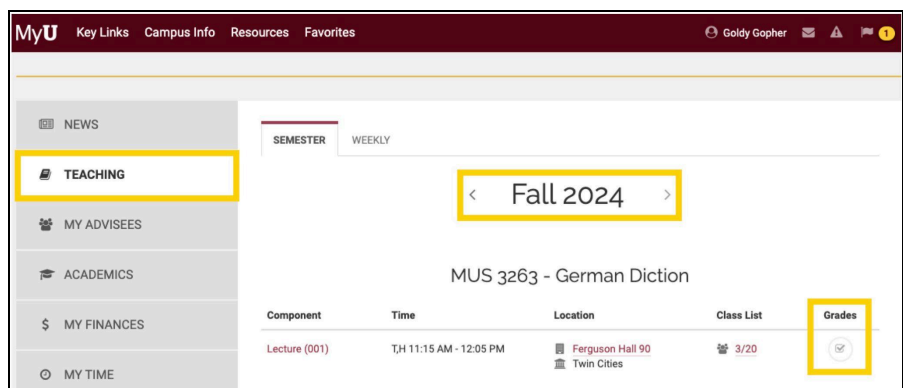 MyU Key Links Campus Info Resources Favorites Goldy Gopher 1
NEWS
TEACHING
MY ADVISEES
ACADEMICS
$ MY FINANCES
MY TIME
SEMESTER WEEKLY
< Fall 2024 >
MUS 3263 - German Diction
Component Time Location Class List Grades
Lecture (001) T,H 11:15 AM - 12:05 PM Ferguson Hall 90 3/20
Twin Cities